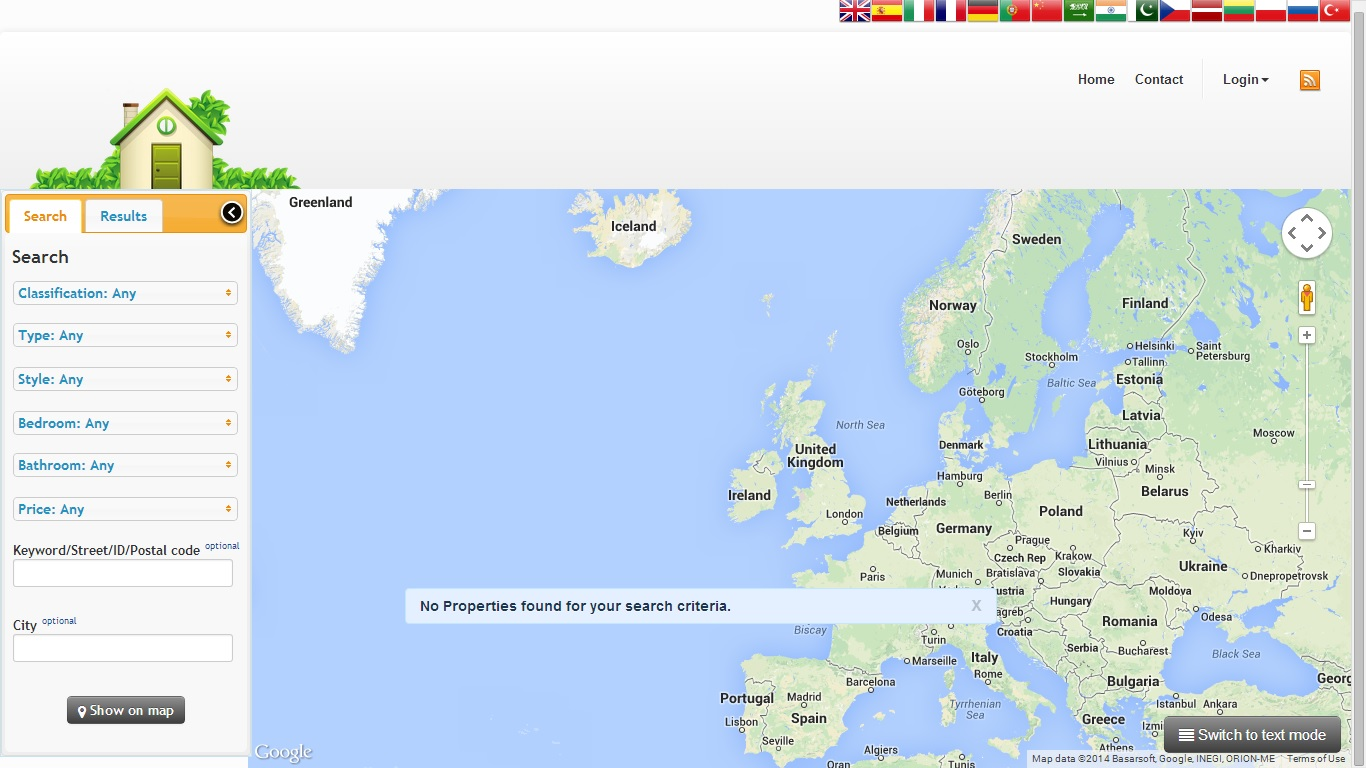 Home
Contact
Login
Search
Results
Search
Classification: Any
Type: Any
Style: Any
Bedroom: Any
Bathroom: Any
Price: Any
Keyword/Street/ID/Postal code optional
City optional
Show on map
Greenland
Iceland
Sweden
Norway
Finland
Oslo
Helsinki
Saint
Petersburg
Stockholm
Tallinn
Baltic Sea
Estonia
Göteborg
Latvia
North Sea
Moscow
Denmark
Lithuania
United
Kingdom
Vilnius
Minsk
Hamburg
Ireland
Berlin
Belarus
Netherlands
London
Poland
Belgium
Germany
Kyiv
Prague
Kharkiv
Czech Rep
Krakow
Paris
Munich
Bratislava
Slovakia
Ukraine
Dnepropetrovsk
Moldova
Hungary
No Properties found for your search criteria.
X
Odessa
Romania
Biscay
Croatia
Turin
Serbia
Bucharest
Black Sea
Marseille
Italy
Rome
Barcelona
Bulgaria
Portugal
Madrid
Tyrrhenian
Sea
Istanbul
Ankara
Lisbon
Spain
Greece
Seville
Athens
Algiers
Oran
Tunis
Switch to text mode
Google
Map data ©2014 Basarsoft, Google, INEGI, ORION-ME
Terms of Use